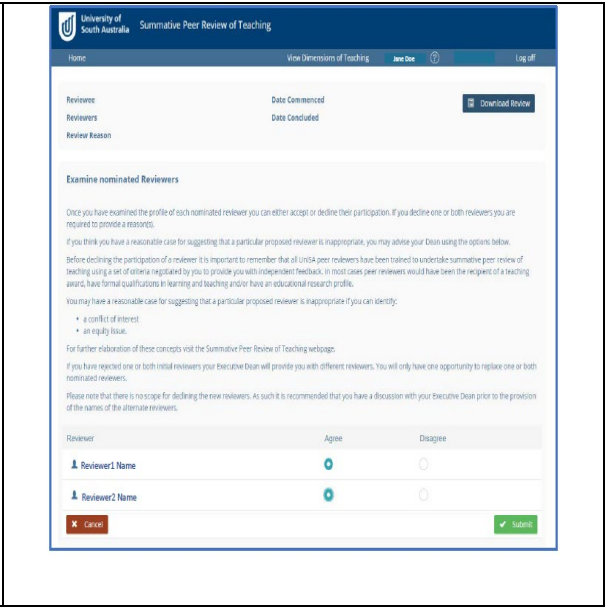 University of
South Australia
Summative Peer Review of Teaching
Home View Dimensions of Teaching Jane Doe ? Log off
Reviewee Date Commenced Download Review
Reviewers Date Concluded
Review Reason
Examine nominated Reviewers
Once you have examined the profile of each nominated reviewer you can either accept or decline their participation. If you decline one or both reviewers you are
required to provide a reason(s).
If you think you have a reasonable case for suggesting that a particular proposed reviewer is inappropriate, you may advise your Dean using the options below.
Before declining the participation of a reviewer it is important to remember that all UniSA peer reviewers have been trained to undertake summative peer review of
teaching using a set of criteria negotiated by you to provide you with independent feedback. In most cases peer reviewers would have been the recipient of a teaching
award, have formal qualifications in learning and teaching and/or have an educational research profile.
You may have a reasonable case for suggesting that a particular proposed reviewer is inappropriate if you can identify:
• a conflict of interest
• an equity issue.
For further elaboration of these concepts visit the Summative Peer Review of Teaching webpage.
If you have rejected one or both initial reviewers your Executive Dean will provide you with different reviewers. You will only have one opportunity to replace one or both
nominated reviewers.
Please note that there is no scope for declining the new reviewers. As such it is recommended that you have a discussion with your Executive Dean prior to the provision
of the names of the alternate reviewers.
Reviewer Agree Disagree
Reviewer1 Name
Reviewer2 Name
Cancel Submit